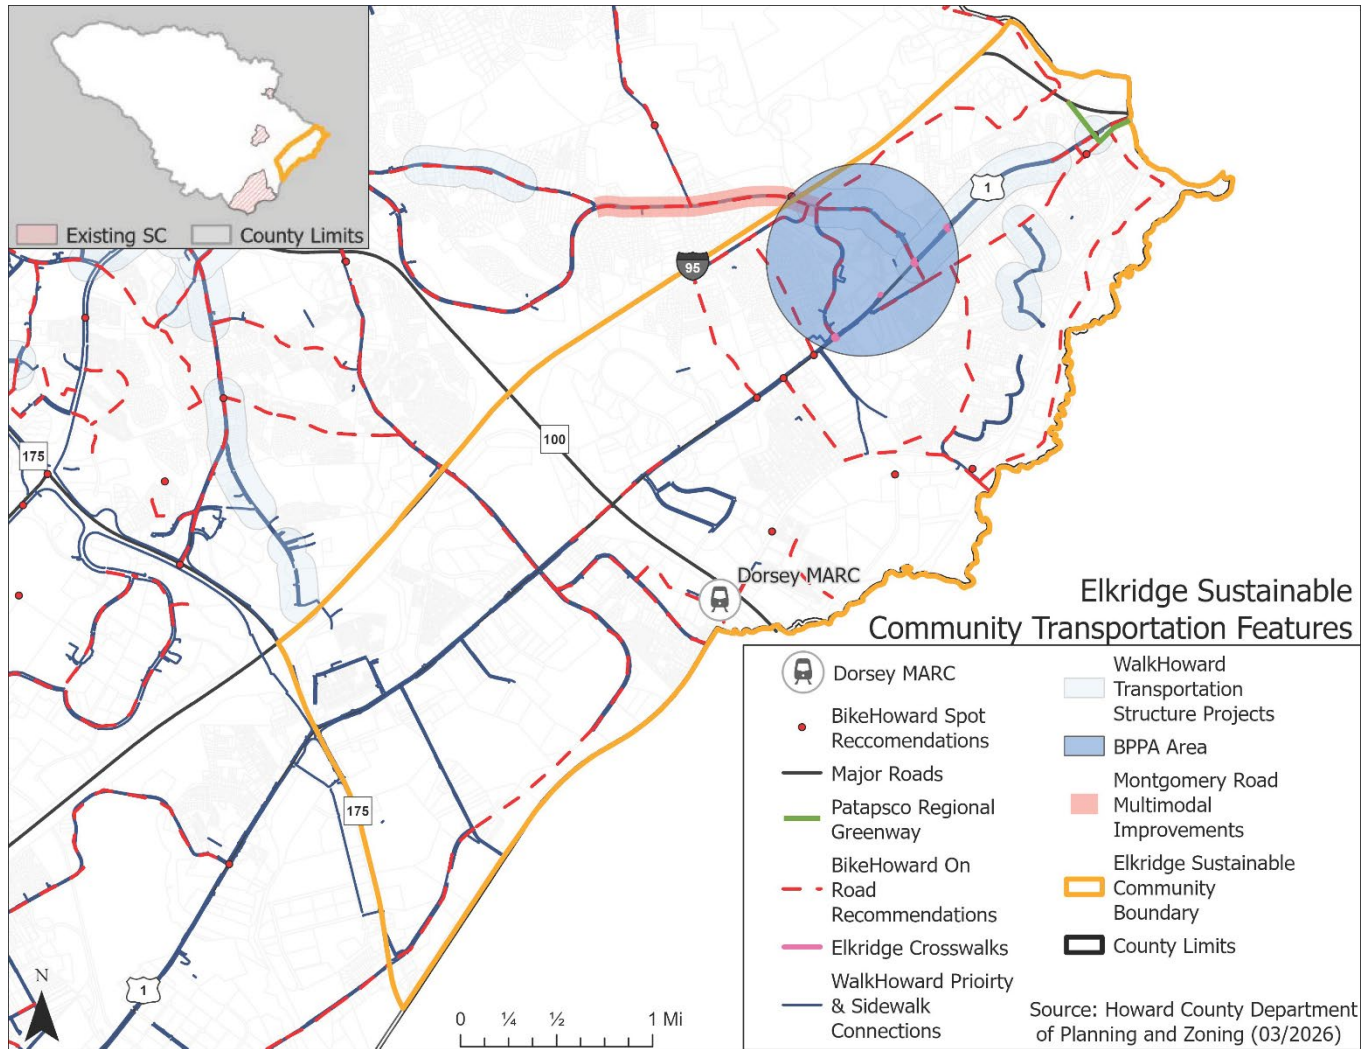 Existing SC
County Limits
1
95
100
175
Dorsey MARC
175
1
N
0 ¼ ½ 1 Mi
Elkridge Sustainable
Community Transportation Features
Dorsey MARC
BikeHoward Spot
Reccomendations
Major Roads
Patapsco Regional
Greenway
BikeHoward On
Road
Recommendations
Elkridge Crosswalks
WalkHoward Prioirty
& Sidewalk
Connections
WalkHoward
Transportation
Structure Projects
BPPA Area
Montgomery Road
Multimodal
Improvements
Elkridge Sustainable
Community
Boundary
County Limits
Source: Howard County Department
of Planning and Zoning (03/2026)